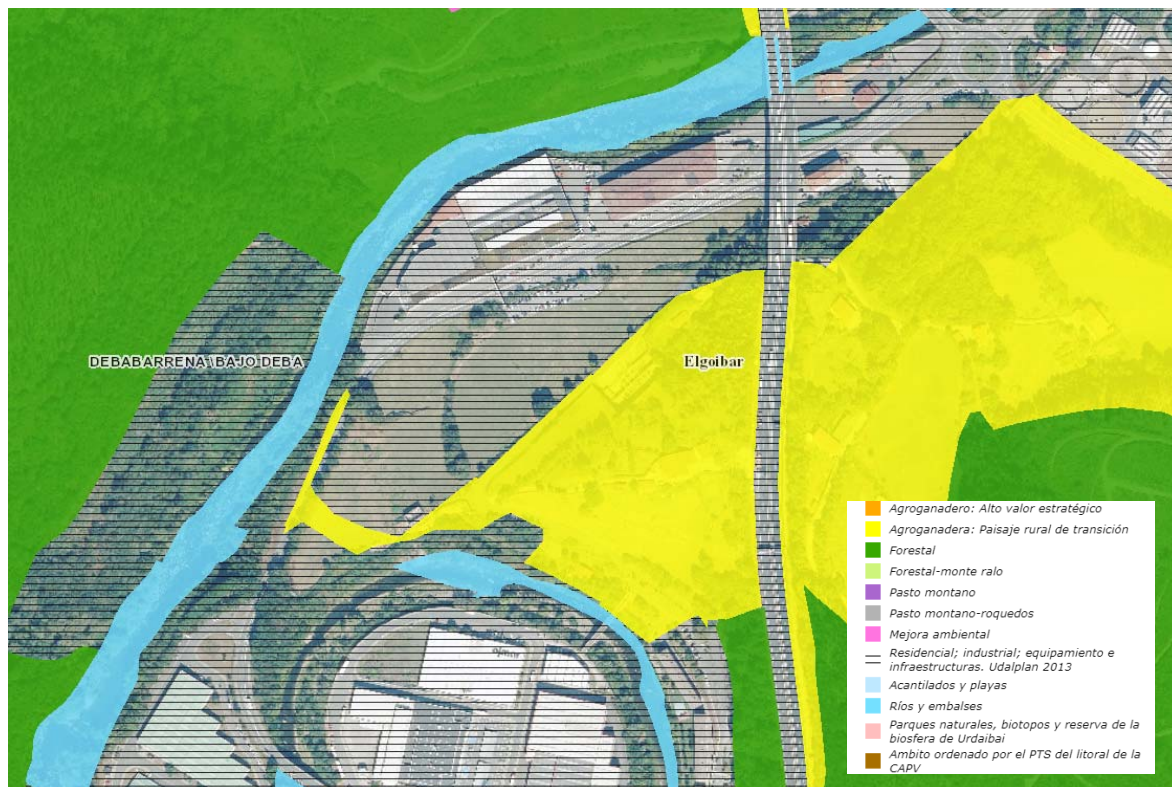 DEBABARRENA\BAJO DEBA
Elgoibar
Agroganadero: Alto valor estratégico
Agroganadera: Paisaje rural de transición
Forestal
Forestal-monte ralo
Pasto montano
Pasto montano-roquedos
Mejora ambiental
Residencial; industrial; equipamiento e
infraestructuras. Udalplan 2013
Acantilados y playas
Ríos y embalses
Parques naturales, biotopos y reserva de la
biosfera de Urdaibai
Ambito ordenado por el PTS del litoral de la
CAPV